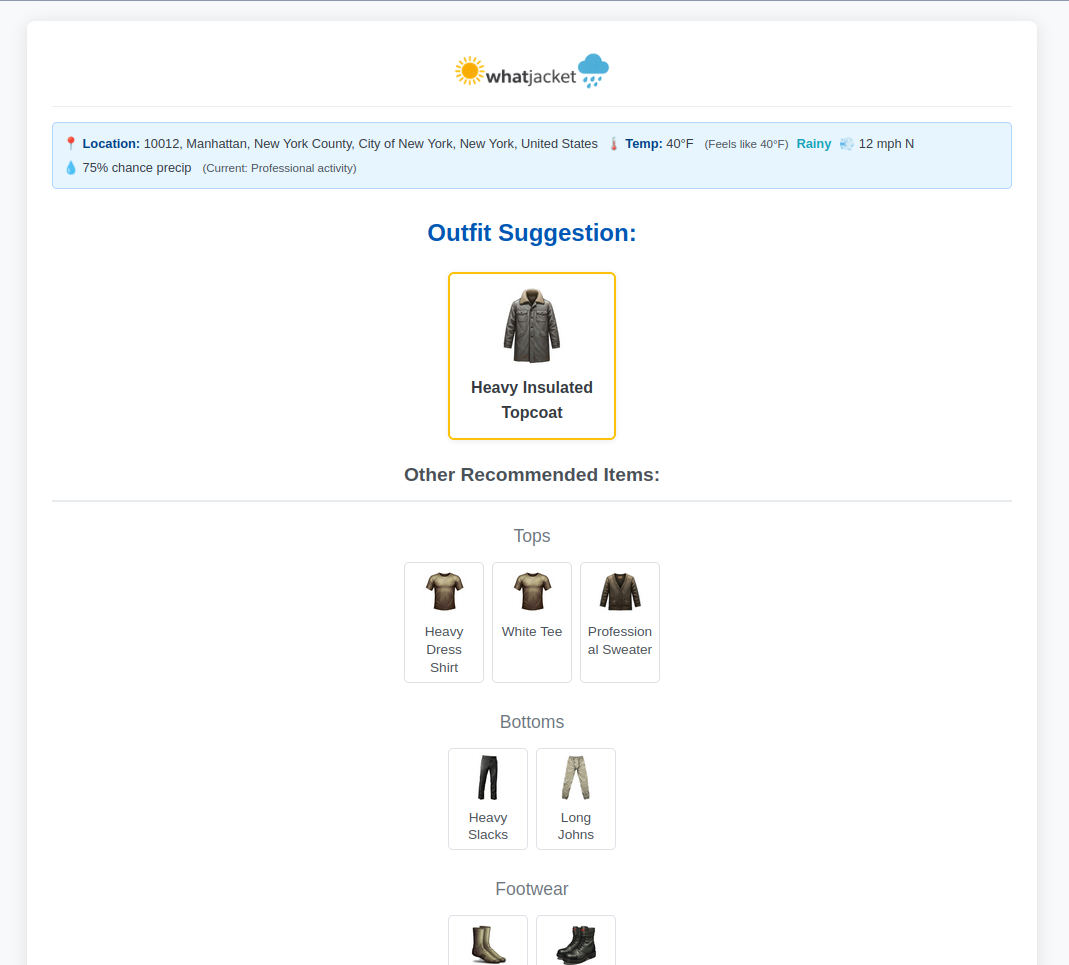 whatjacket
📍 Location: 10012, Manhattan, New York County, City of New York, New York, United States 🌡️ Temp: 40°F (Feels like 40°F) Rainy 💨 12 mph N
💧 75% chance precip (Current: Professional activity)
Outfit Suggestion:
Heavy Insulated
Topcoat
Other Recommended Items:
Tops
Heavy
Dress
Shirt
White Tee
Profession
al Sweater
Bottoms
Heavy
Slacks
Long
Johns
Footwear